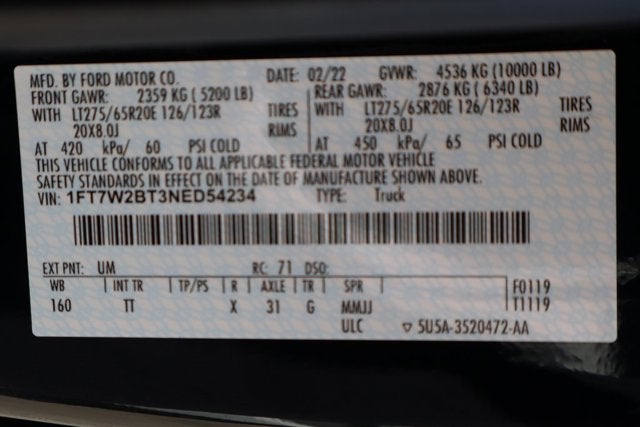 MFD. BY FORD MOTOR CO. DATE: 02/22 GVWR: 4536 KG (10000 LB)
FRONT GAWR: 2359 KG ( 5200 LB) REAR GAWR: 2876 KG ( 6340 LB)
WITH LT275/65R20E 126/123R TIRES WITH LT275/65R20E 126/123R TIRES
20X8.0J RIMS 20X8.0J RIMS
AT 420 kPa/ 60 PSI COLD AT 450 kPa/ 65 PSI COLD
THIS VEHICLE CONFORMS TO ALL APPLICABLE FEDERAL MOTOR VEHICLE
SAFETY STANDARDS IN EFFECT ON THE DATE OF MANUFACTURE SHOWN ABOVE.
VIN: 1FT7W2BT3NED54234 TYPE: Truck
EXT PNT: UM RC: 71 DSO:
WB INT TR TP/PS R AXLE TR SPR F0119
160 TT X 31 G MMJJ T1119
ULC ▽ 5U5A-3520472-AA